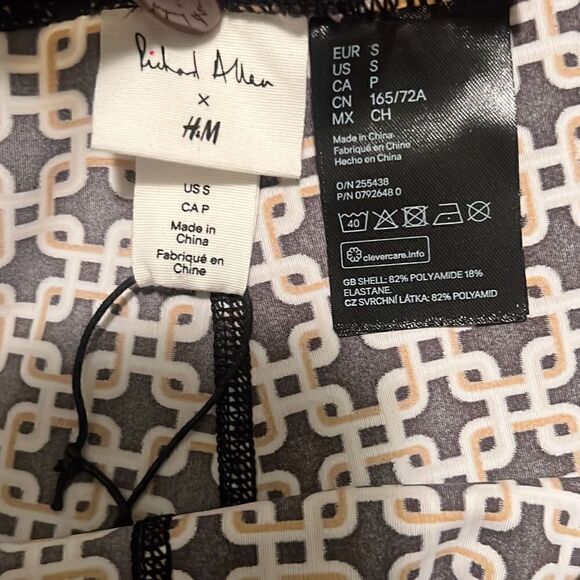 Richard Allan
x
H&M
US S
CA P
Made in
China
Fabriqué en
Chine
EUR S
US S
CA P
CN 165/72A
MX CH
Made in China
Fabriqué en Chine
Hecho en China
O/N 255438
P/N 0792648 0
40
clevercare.info
GB SHELL: 82% POLYAMIDE 18%
ELASTANE.
CZ SVRCHNÍ LÁTKA: 82% POLYAMID